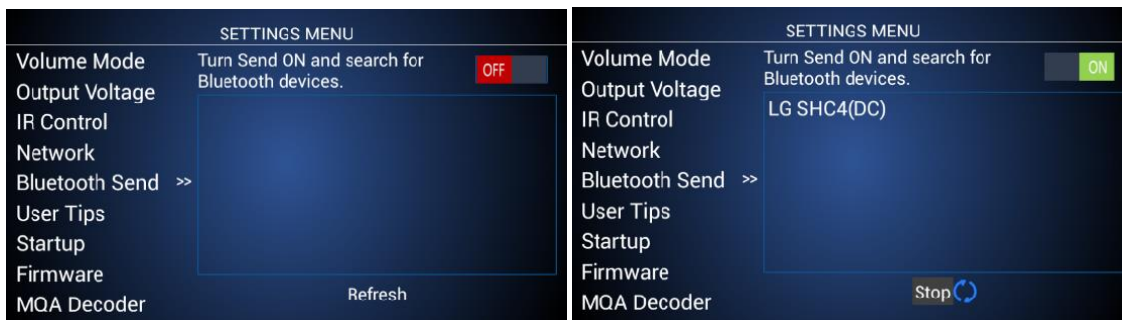 SETTINGS MENU
Volume Mode
Output Voltage
IR Control
Network
Bluetooth Send >>
User Tips
Startup
Firmware
MQA Decoder
Turn Send ON and search for
Bluetooth devices.
OFF
Refresh
SETTINGS MENU
Volume Mode
Output Voltage
IR Control
Network
Bluetooth Send >>
User Tips
Startup
Firmware
MQA Decoder
Turn Send ON and search for
Bluetooth devices.
ON
LG SHC4(DC)
Stop